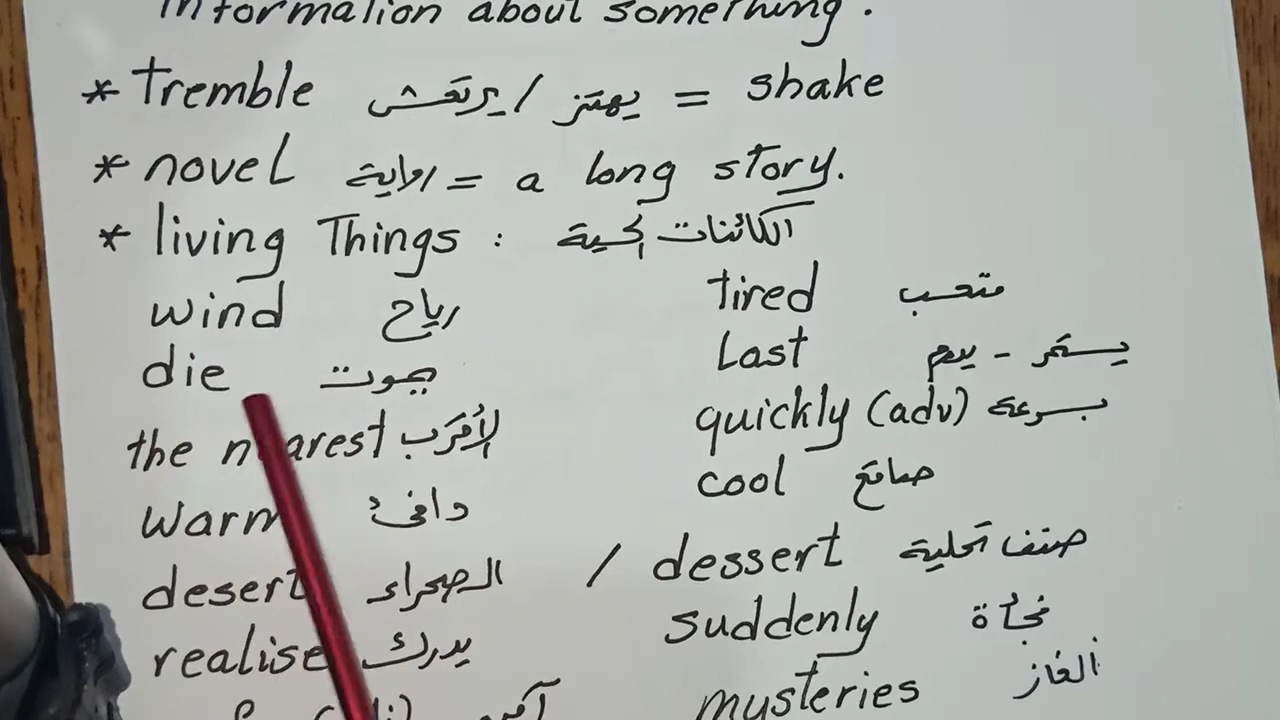 information about something.
* tremble يرتعش / يهتز = shake
* novel رواية = a long story.
* living Things : الكائنات الحية
wind رياح tired متعب
die يموت Last يستمر - يدوم
the nearest الأقرب quickly (adv) بسرعة
warm دافئ cool صاقع
desert الصحراء / dessert صنف تحلية
realise يدرك suddenly فجأة
mysteries ألغاز